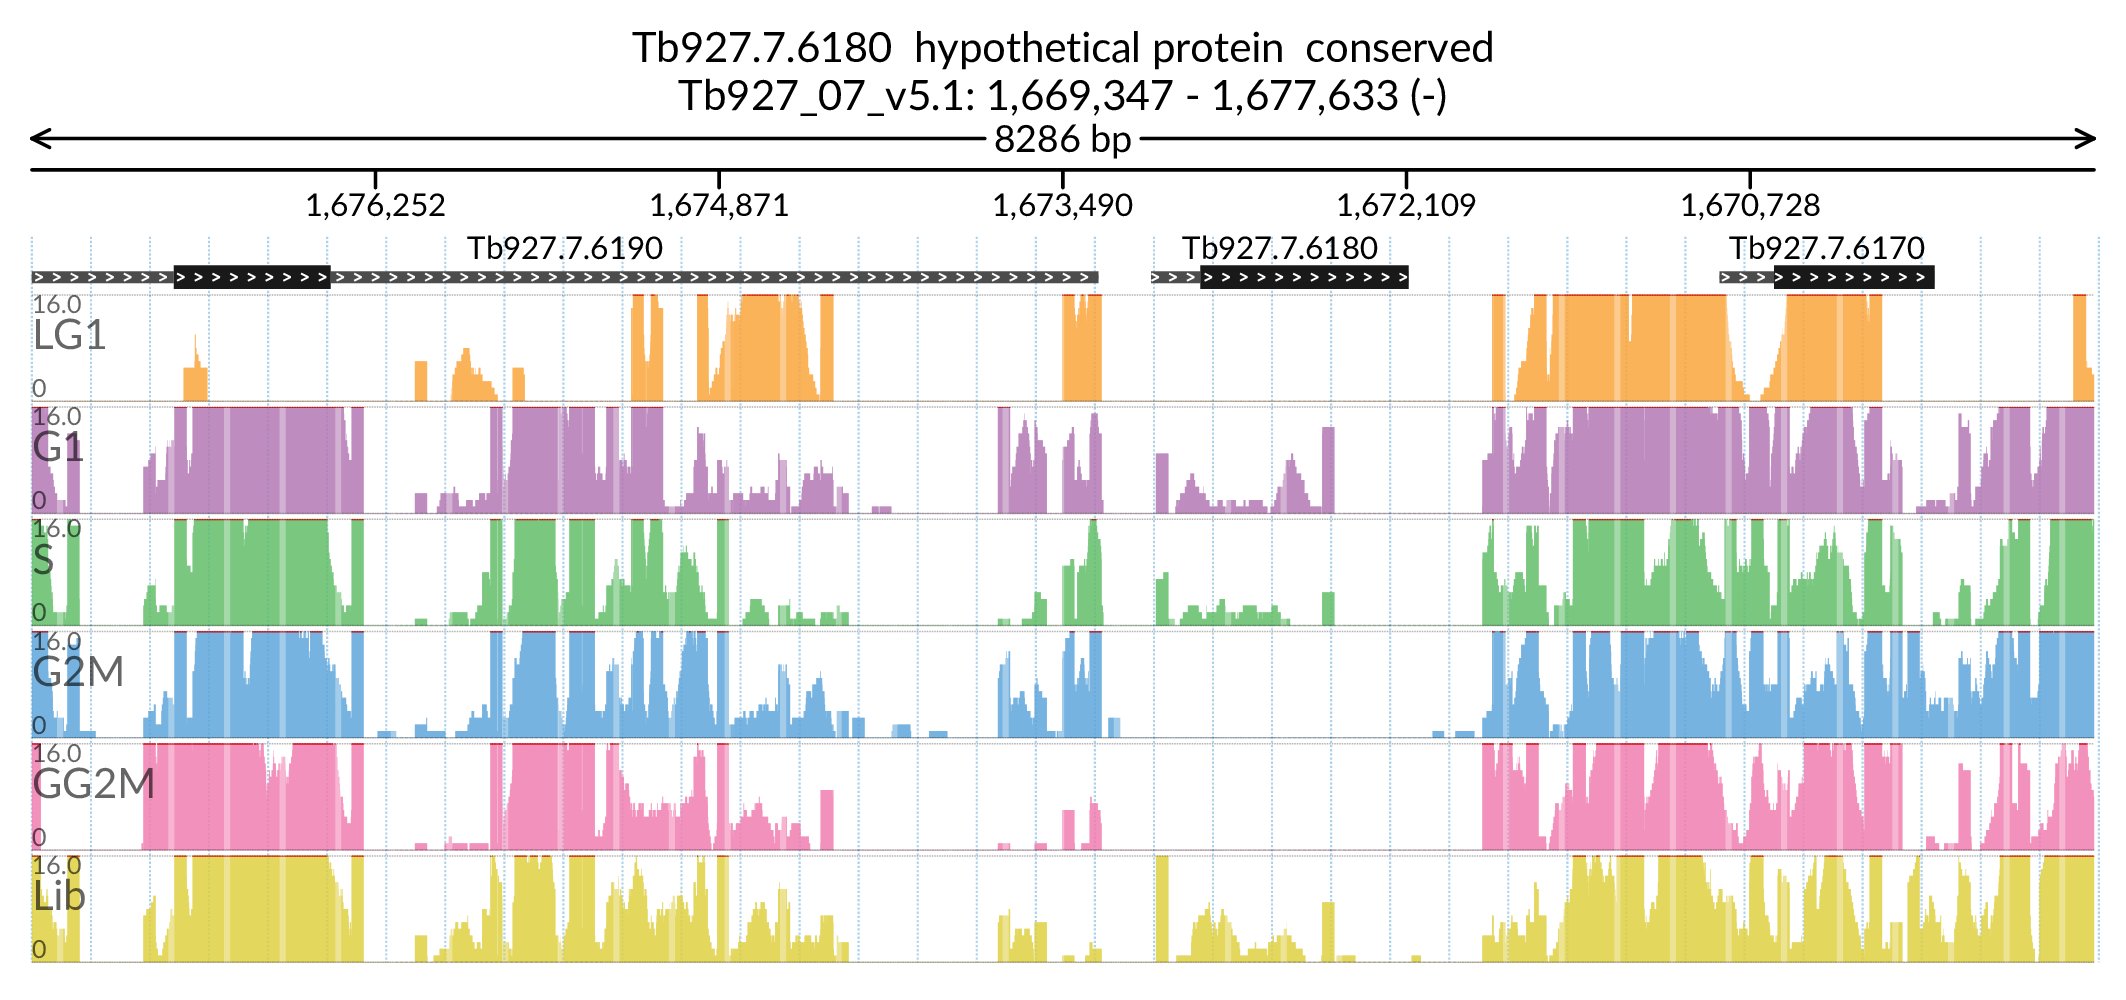 Tb927.7.6180 hypothetical protein conserved
Tb927_07_v5.1: 1,669,347 - 1,677,633 (-)
8286 bp
1,676,252 1,674,871 1,673,490 1,672,109 1,670,728
Tb927.7.6190 Tb927.7.6180 Tb927.7.6170
16.0
LG1
0
16.0
G1
0
16.0
S
0
16.0
G2M
0
16.0
GG2M
0
16.0
Lib
0